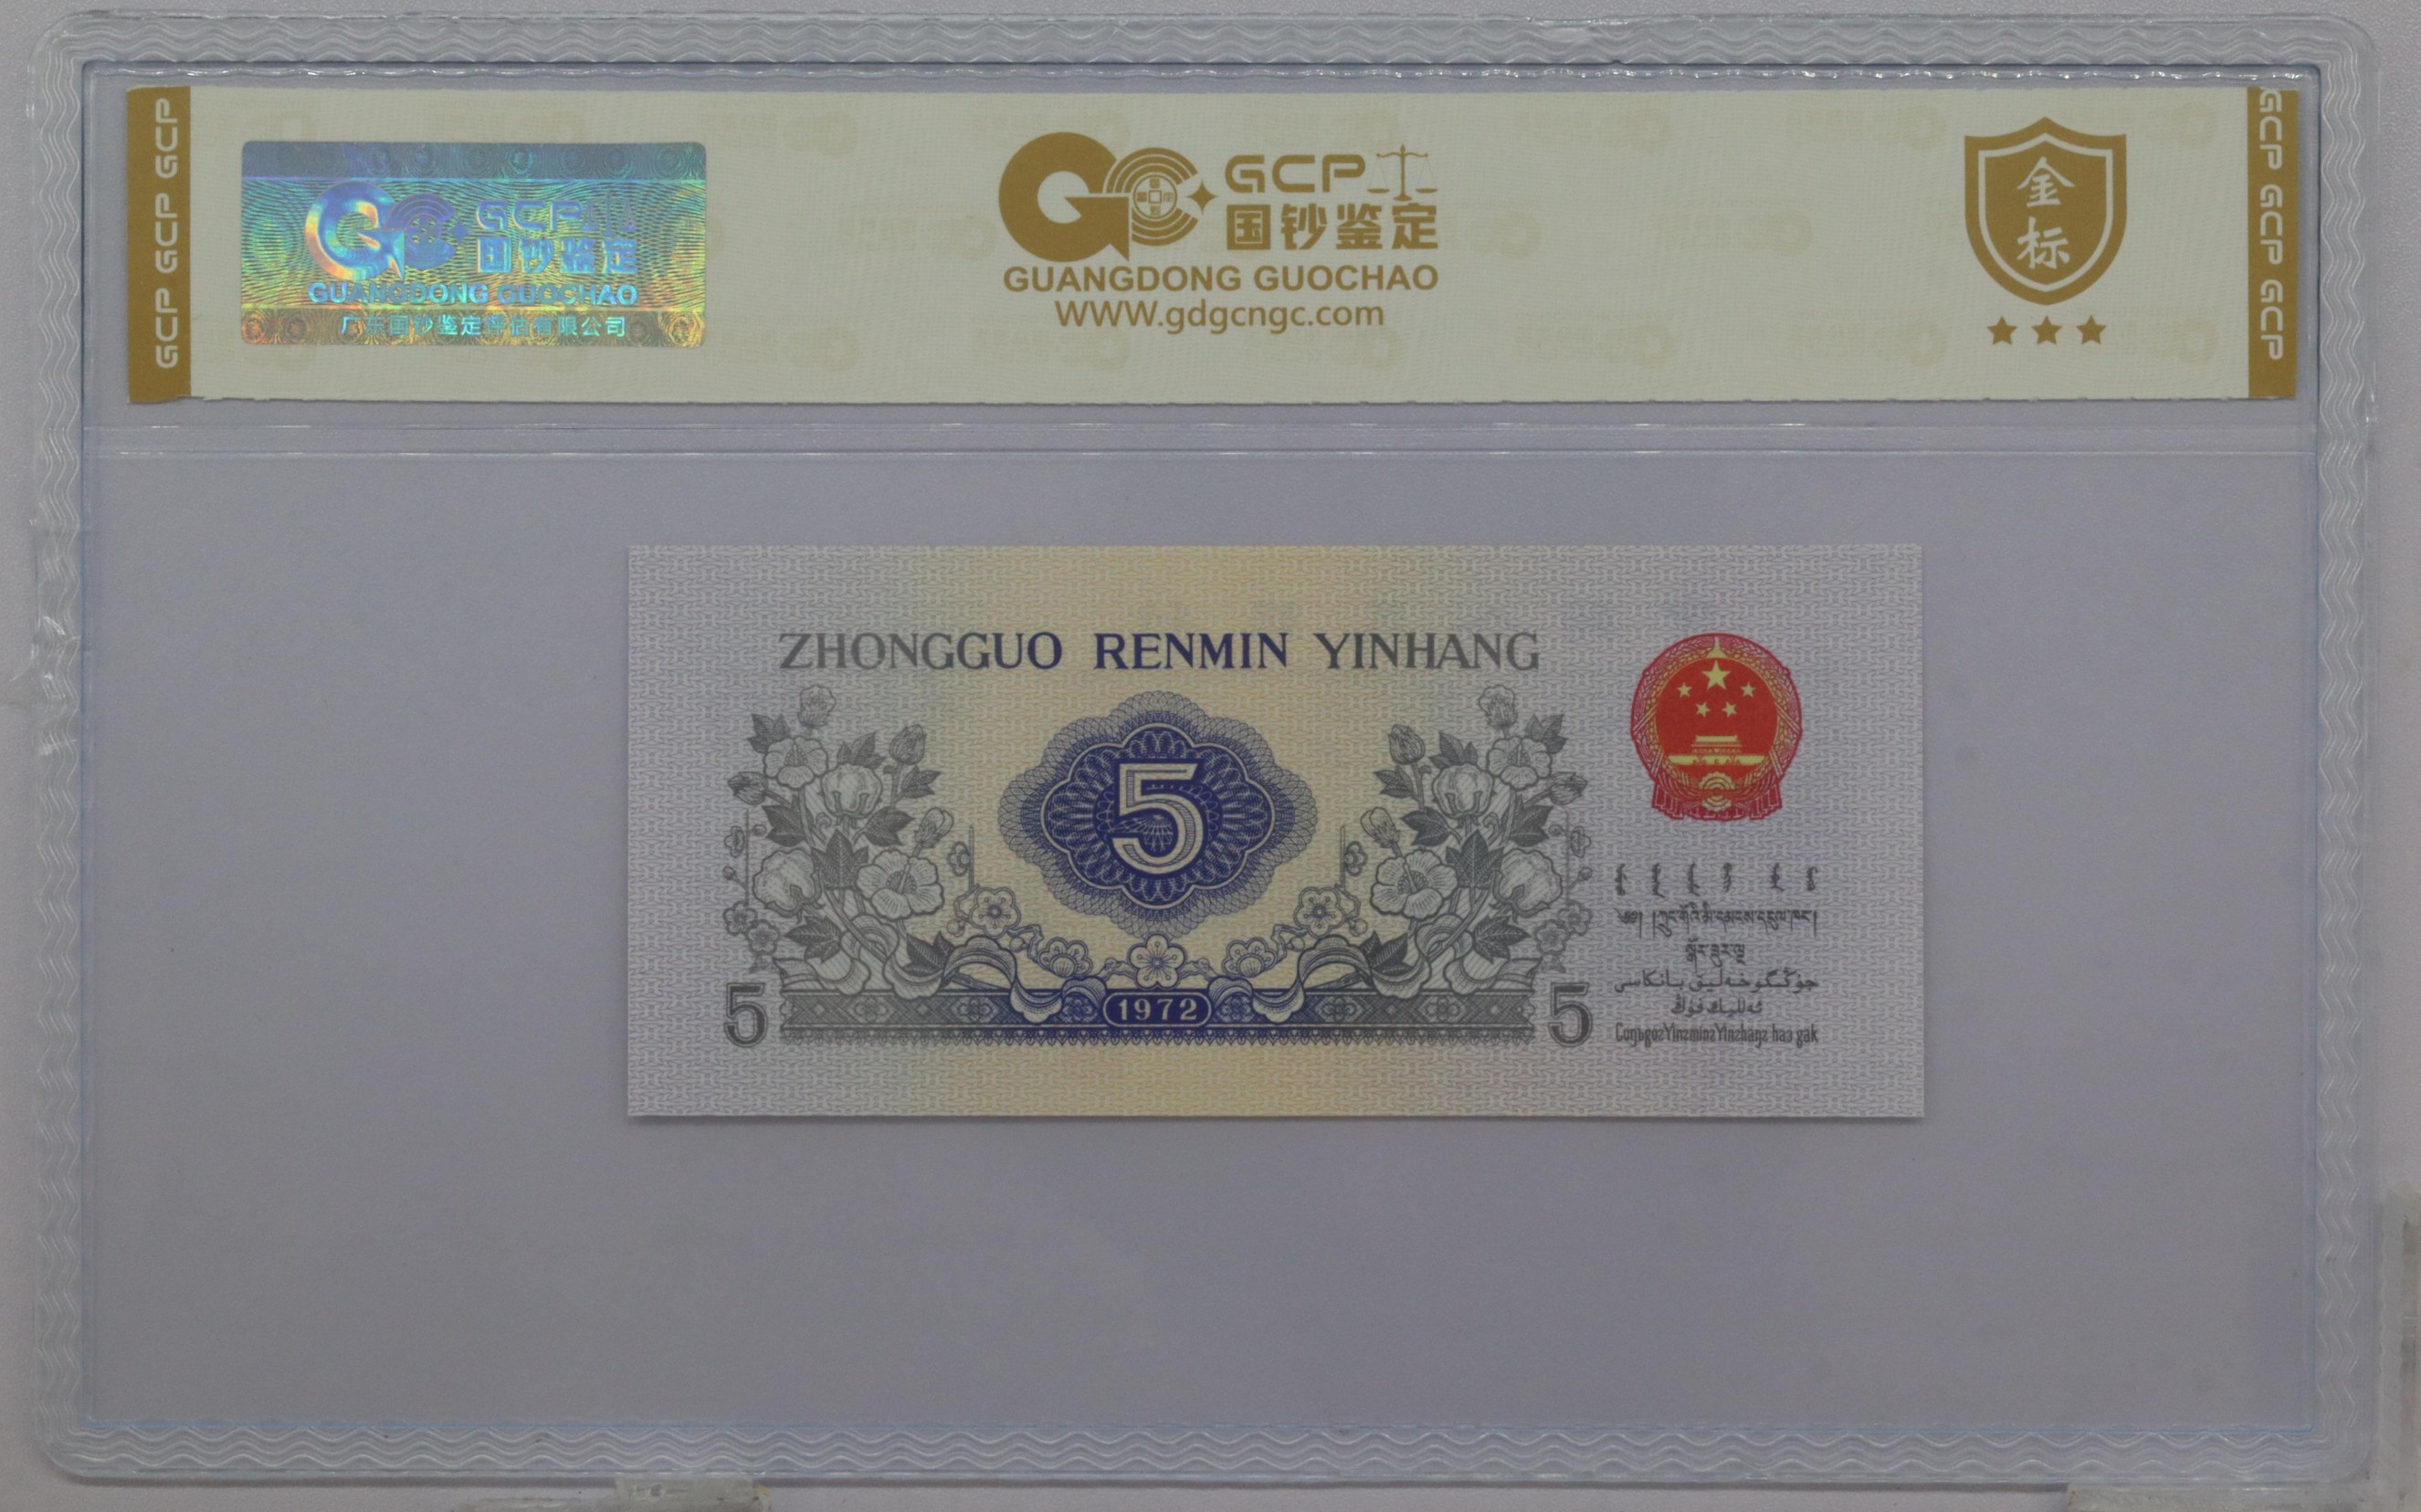 GCP GCP GCP
GCP
国钞鉴定
GUANGDONG GUOCHAO
广东国钞鉴定评估有限公司
GCP
国钞鉴定
GUANGDONG GUOCHAO
WWW.gdgcngc.com
金
标
GCP GCP GCP
ZHONGGUO RENMIN YINHANG
5
5
1972
5